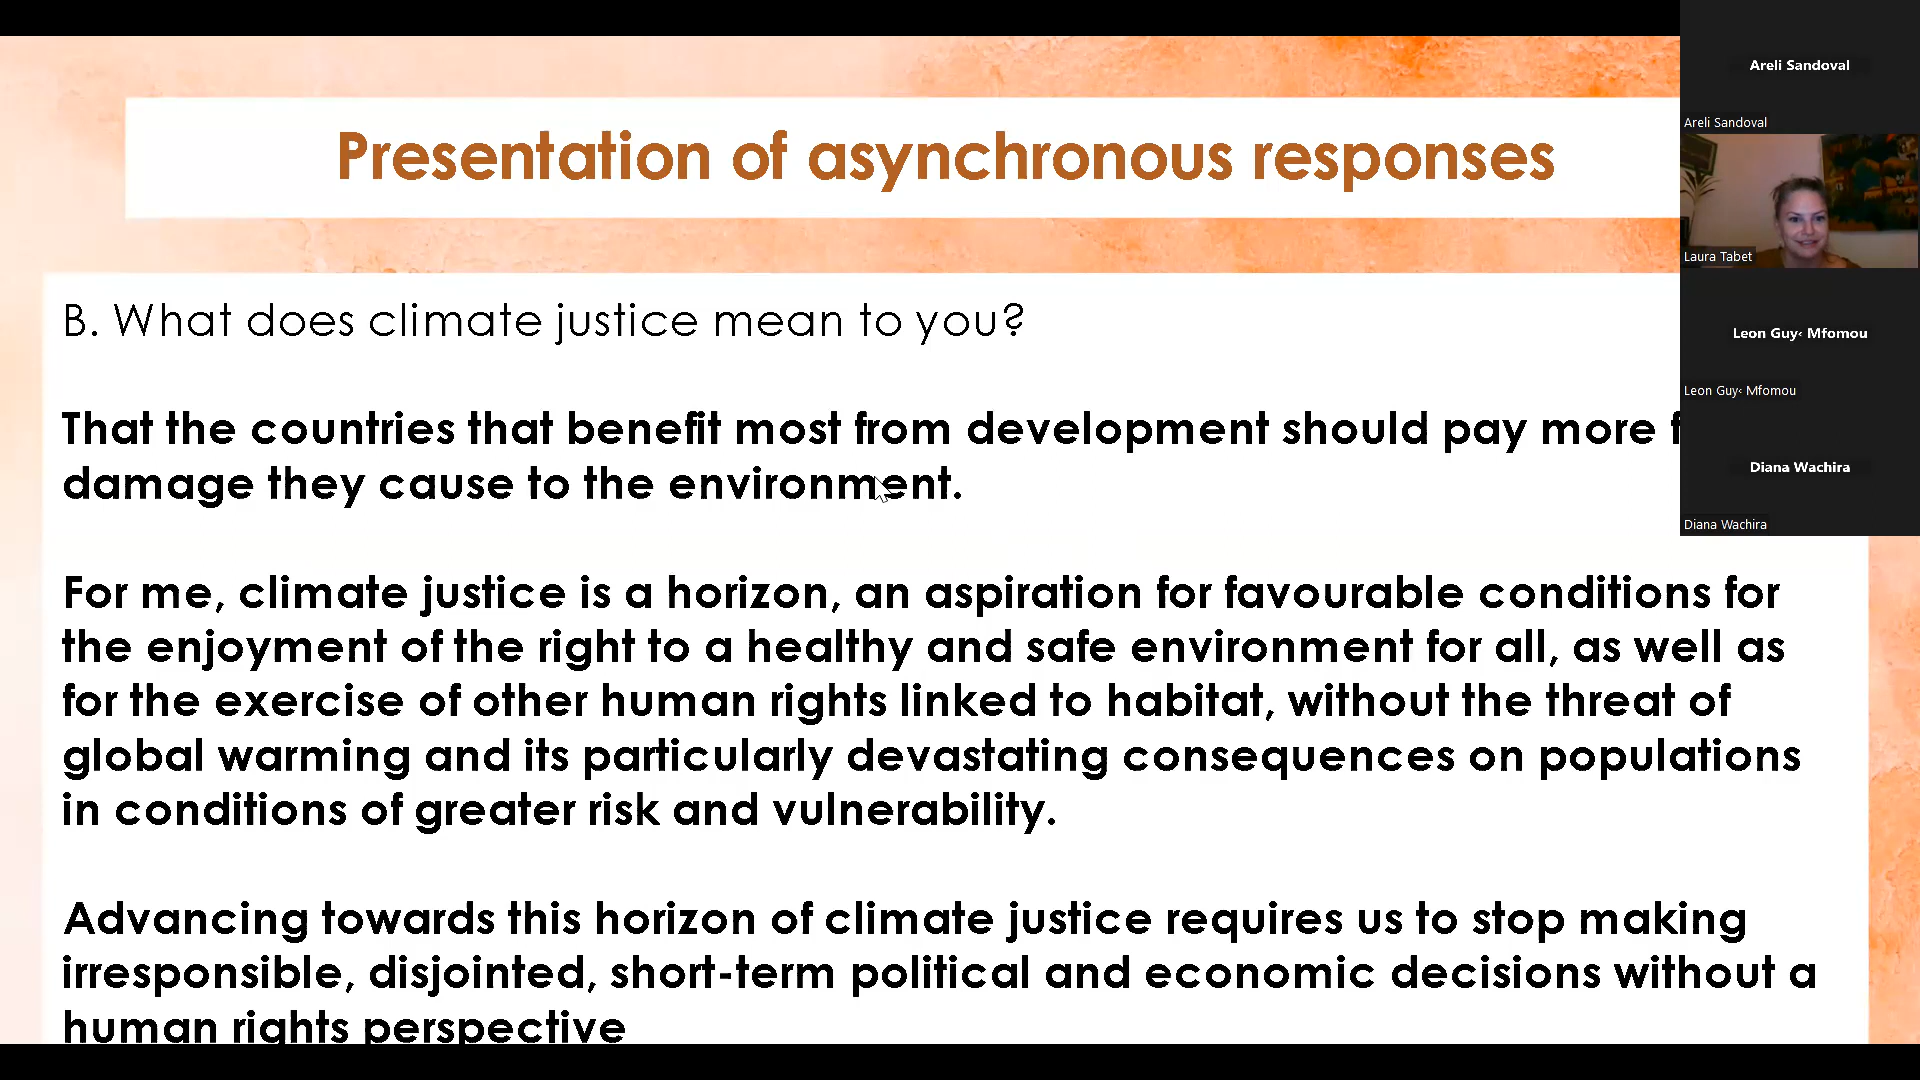 Presentation of asynchronous responses
B. What does climate justice mean to you?
That the countries that benefit most from development should pay more
damage they cause to the environment.
For me, climate justice is a horizon, an aspiration for favourable conditions for
the enjoyment of the right to a healthy and safe environment for all, as well as
for the exercise of other human rights linked to habitat, without the threat of
global warming and its particularly devastating consequences on populations
in conditions of greater risk and vulnerability.
Advancing towards this horizon of climate justice requires us to stop making
irresponsible, disjointed, short-term political and economic decisions without a
human rights perspective
Areli Sandoval
Areli Sandoval
Laura Tabet
Leon Guy‹ Mfomou
Leon Guy‹ Mfomou
Diana Wachira
Diana Wachira